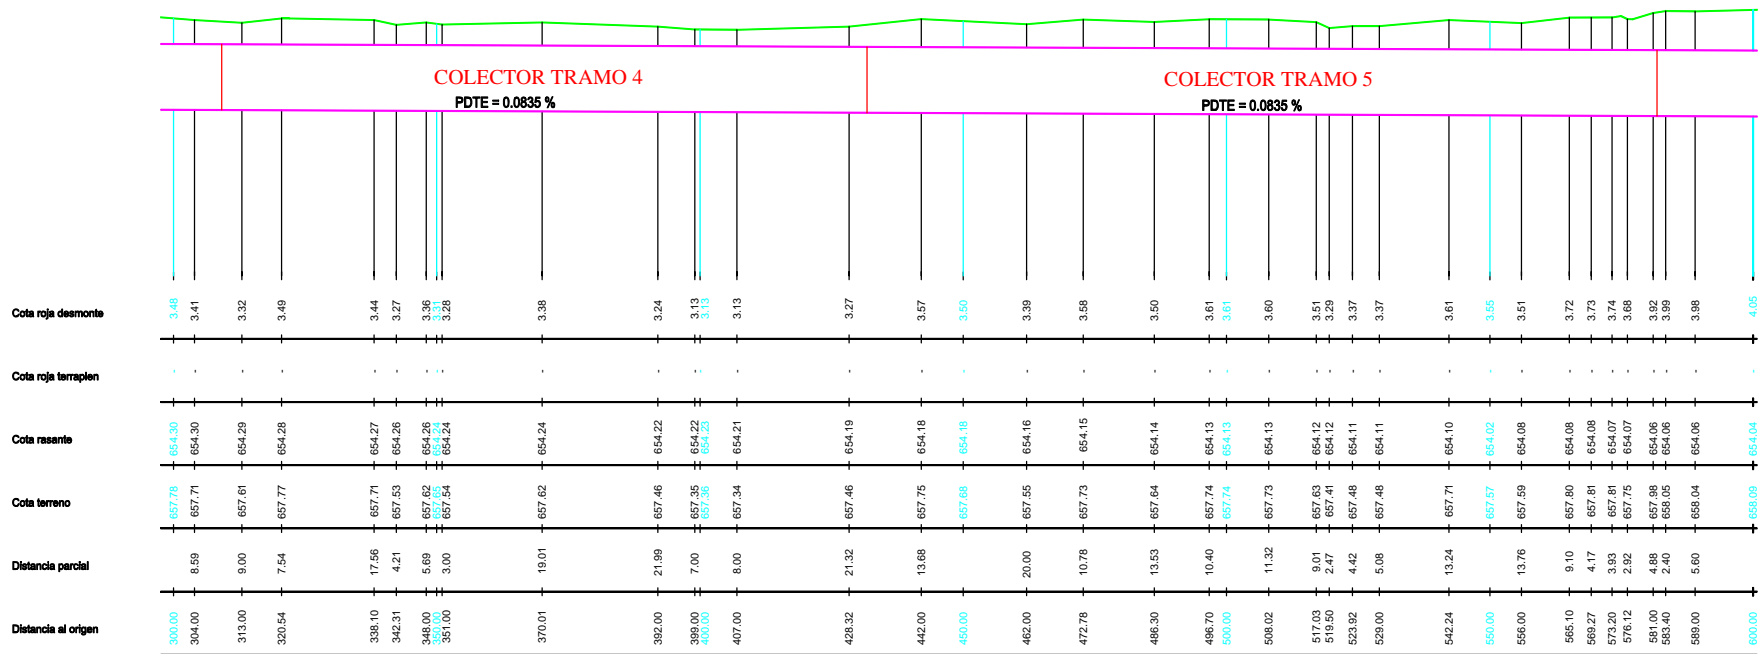 COLECTOR TRAMO 4
PDTE = 0.0835 %
COLECTOR TRAMO 5
PDTE = 0.0835 %
Cota roja desmonte 3.48 3.41 3.32 3.49 3.44 3.27 3.36 3.31 3.28 3.38 3.24 3.13 3.13 3.13 3.27 3.57 3.50 3.39 3.58 3.50 3.61 3.61 3.60 3.51 3.29 3.37 3.37 3.61 3.55 3.51 3.72 3.73 3.74 3.68 3.92 3.99 3.98 4.05
Cota roja terraplen - - - - - - - - - - - - - - - - - - - - - - - - - - - - - - - - - - - - - -
Cota rasante 654.30 654.30 654.29 654.28 654.27 654.26 654.26 654.24 654.24 654.24 654.22 654.22 654.23 654.21 654.19 654.18 654.18 654.16 654.15 654.14 654.13 654.13 654.13 654.12 654.12 654.11 654.11 654.10 654.02 654.08 654.08 654.08 654.07 654.07 654.06 654.06 654.06 654.04
Cota terreno 657.78 657.71 657.61 657.77 657.71 657.53 657.62 657.65 657.54 657.62 657.46 657.35 657.36 657.34 657.46 657.75 657.68 657.55 657.73 657.64 657.74 657.74 657.73 657.63 657.41 657.48 657.48 657.71 657.57 657.59 657.80 657.81 657.81 657.75 657.98 658.05 658.04 658.09
Distancia parcial 8.59 9.00 7.54 17.56 4.21 5.69 3.00 19.01 21.99 7.00 8.00 21.32 13.68 20.00 10.78 13.53 10.40 11.32 9.01 2.47 4.42 5.08 13.24 13.76 9.10 4.17 3.93 2.92 4.88 2.40 5.60
Distancia al origen 300.00 304.00 313.00 320.54 338.10 342.31 348.00 350.00 351.00 370.01 392.00 399.00 400.00 407.00 428.32 442.00 450.00 462.00 472.78 486.30 496.70 500.00 508.02 517.03 519.50 523.92 529.00 542.24 550.00 556.00 565.10 569.27 573.20 576.12 581.00 583.40 589.00 600.00